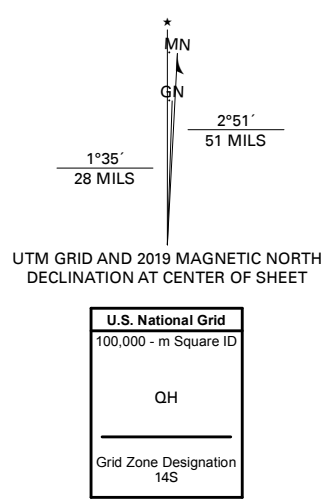 ★
MN
GN
2°51´
51 MILS
1°35´
28 MILS
UTM GRID AND 2019 MAGNETIC NORTH
DECLINATION AT CENTER OF SHEET
U.S. National Grid
100,000 - m Square ID
QH
Grid Zone Designation
14S